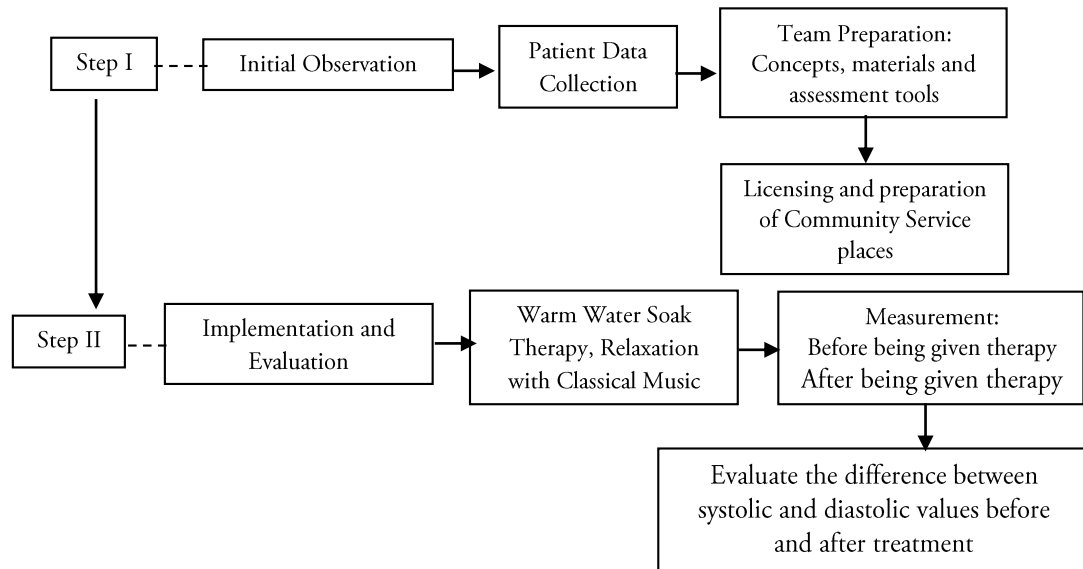 Step I
Initial Observation
Patient Data
Collection
Team Preparation:
Concepts, materials and
assessment tools
Licensing and preparation
of Community Service
places
Step II
Implementation and
Evaluation
Warm Water Soak
Therapy, Relaxation
with Classical Music
Measurement:
Before being given therapy
After being given therapy
Evaluate the difference between
systolic and diastolic values before
and after treatment